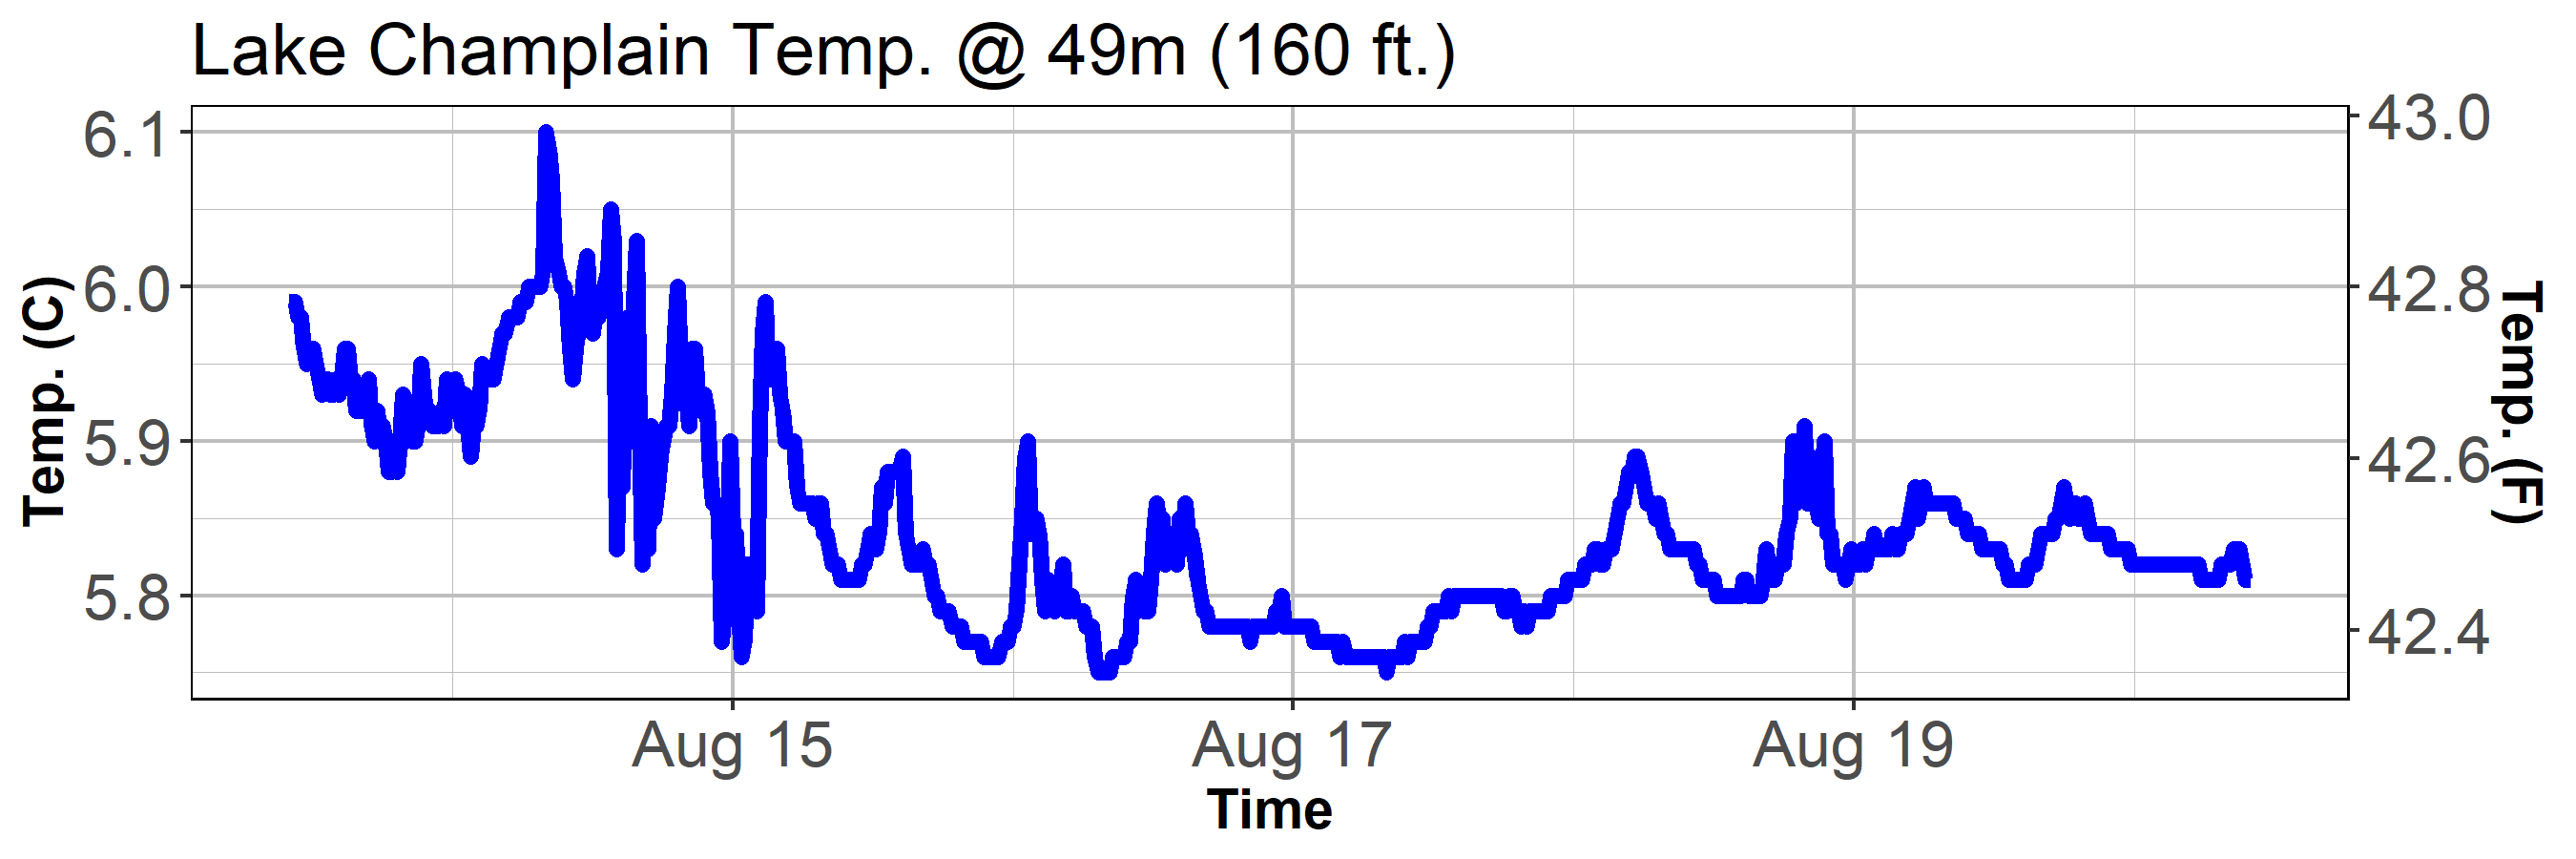 Lake Champlain Temp. @ 49m (160 ft.)
Temp. (C)
6.1
6.0
5.9
5.8
43.0
42.8
42.6
42.4
Temp. (F)
Aug 15
Aug 17
Aug 19
Time